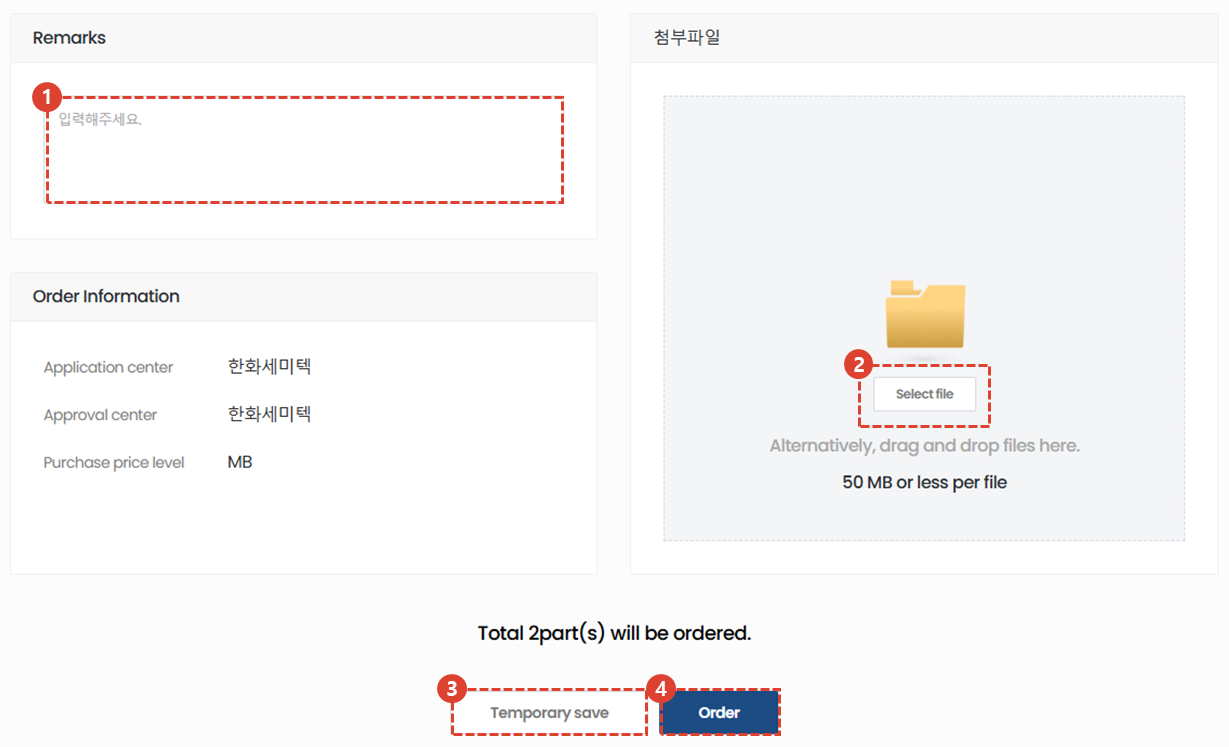 Remarks
1
입력해주세요.
Order Information
Application center 한화세미텍
Approval center 한화세미텍
Purchase price level MB
첨부파일
2
Select file
Alternatively, drag and drop files here.
50 MB or less per file
Total 2part(s) will be ordered.
3
Temporary save
4
Order